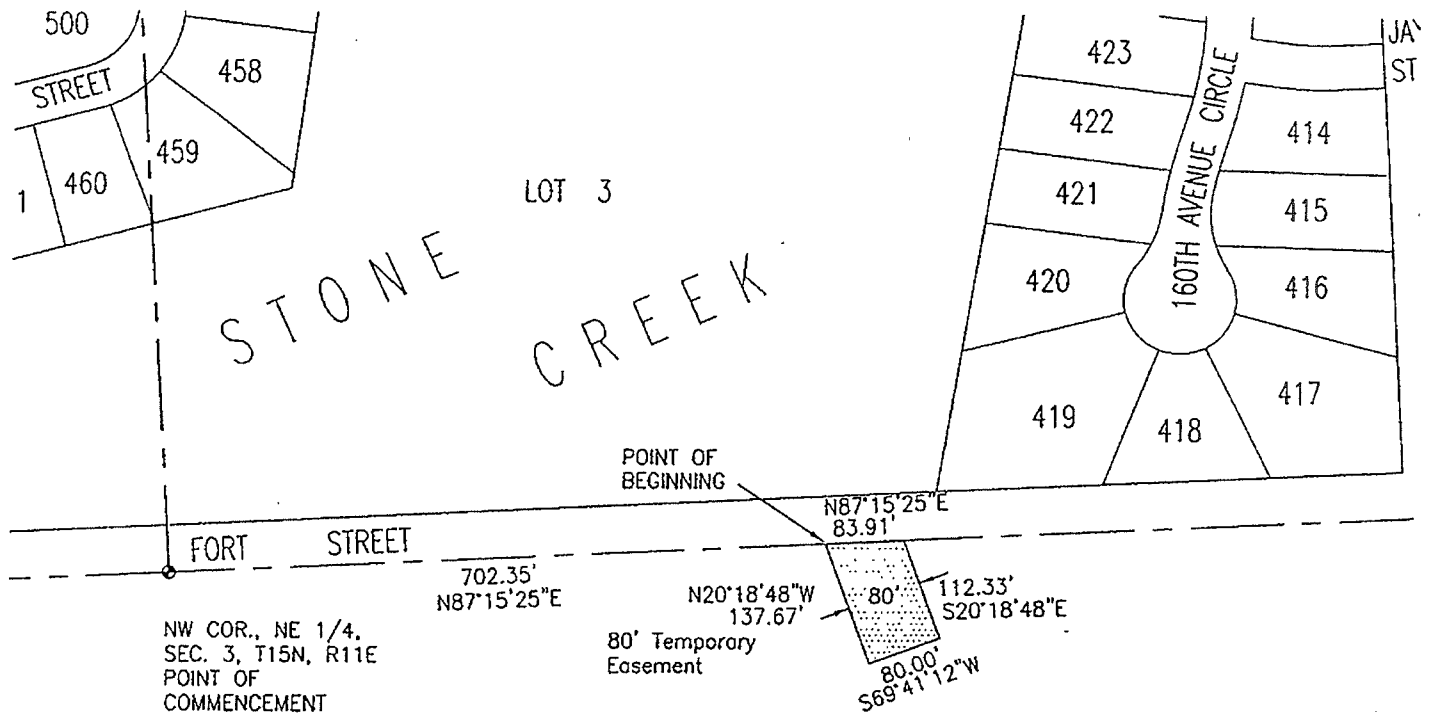 500
STREET
458
459
460
1
LOT 3
STONE
CREEK
423
422
421
420
419
418
417
416
415
414
160TH AVENUE CIRCLE
JA
ST
POINT OF
BEGINNING
N87°15'25"E
83.91'
FORT STREET
702.35'
N87°15'25"E
N20°18'48"W
137.67'
80'
112.33'
S20°18'48"E
80' Temporary
Easement
80.00'
S69°41'12"W
NW COR., NE 1/4,
SEC. 3, T15N, R11E
POINT OF
COMMENCEMENT